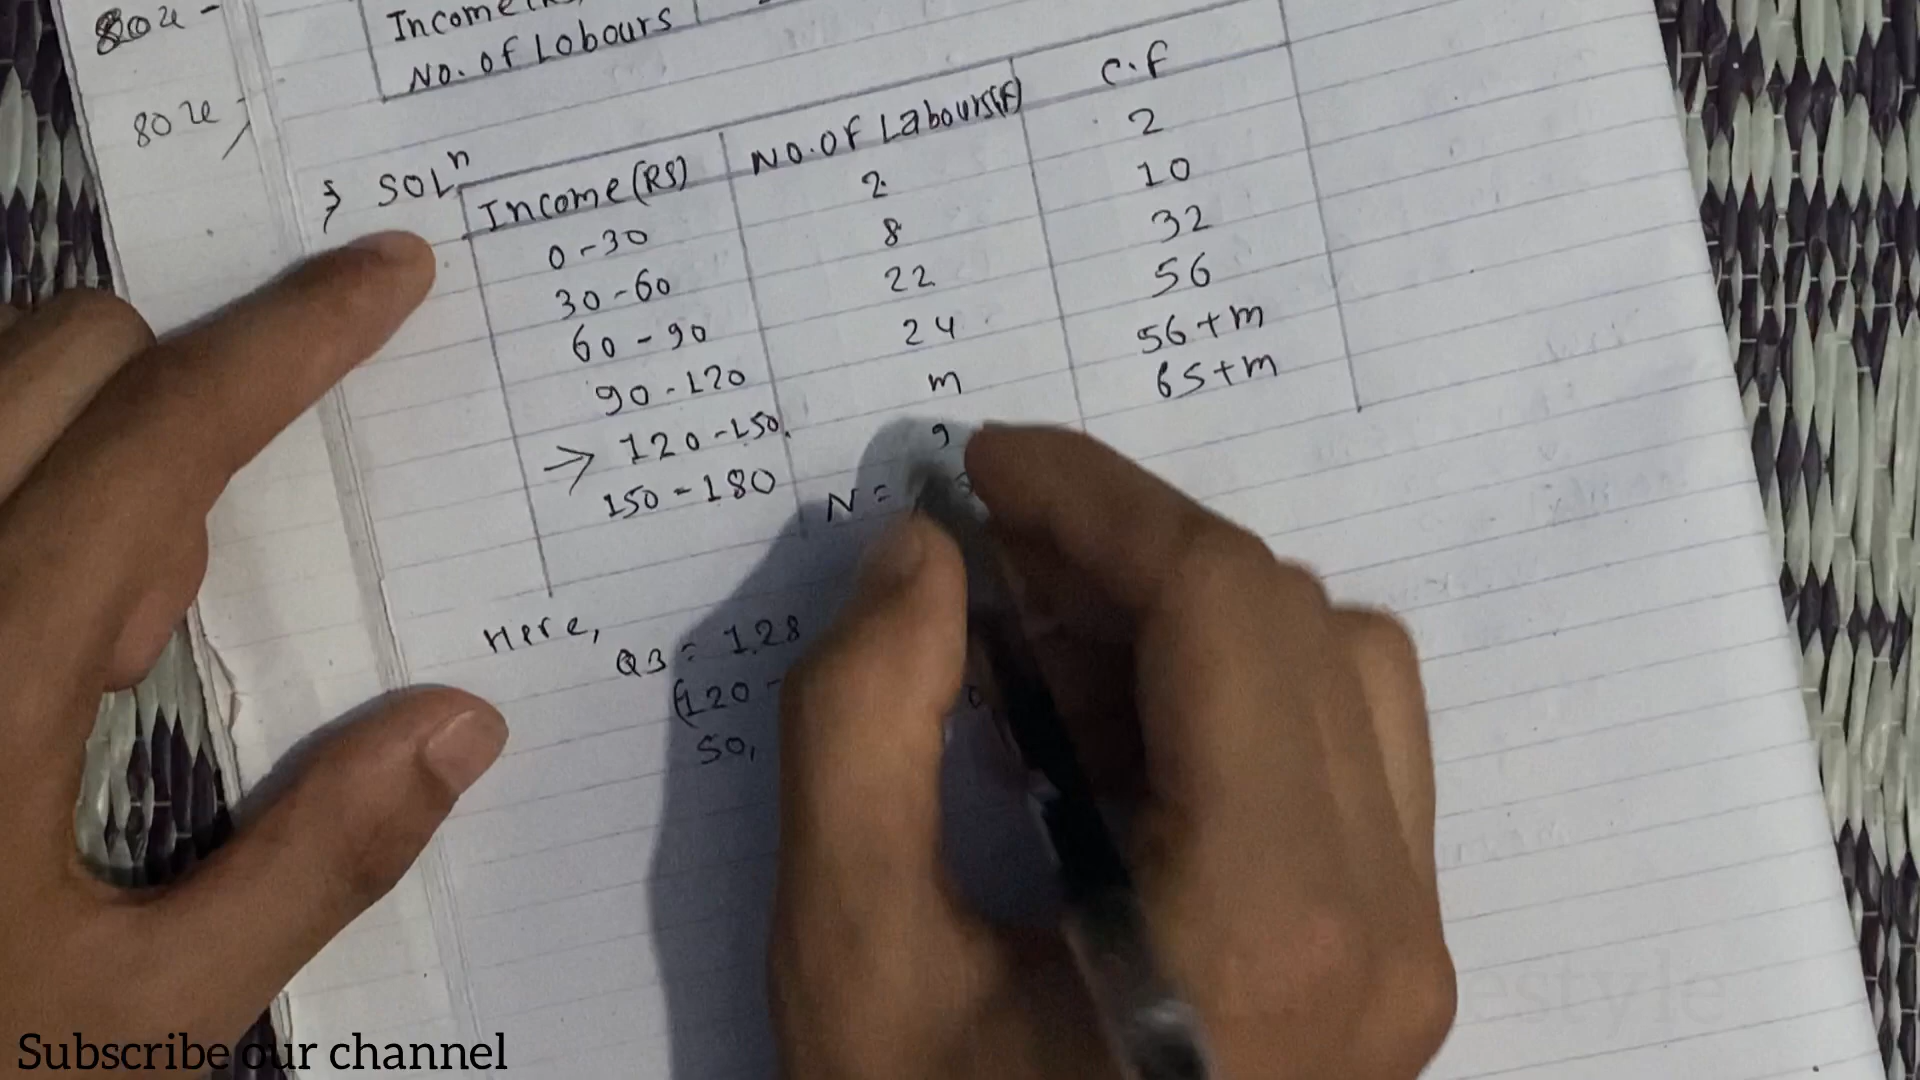 80x -
80x
Income
No. of Labours
SOLⁿ
Income(RS) No. of Labours(F) C.F
0-30 2 2
30-60 8 10
60-90 22 32
90-120 24 56
→ 120-150 m 56+m
150-180 9 65+m
N =
Here,
Q3 = 128
(120 -
so,
Subscribe our channel
estyle